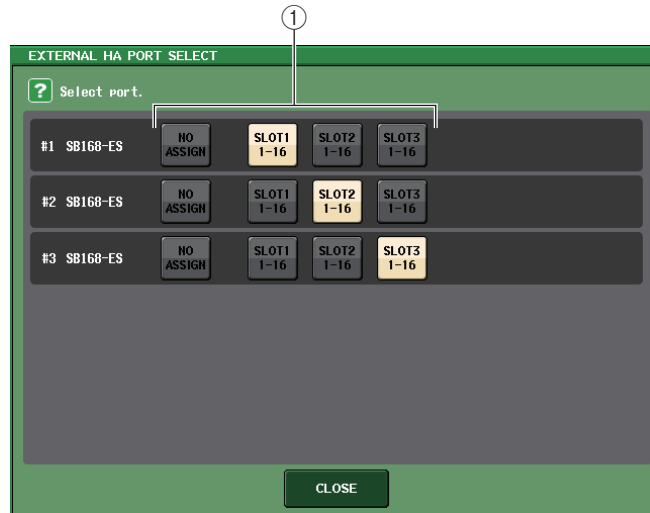 ①
EXTERNAL HA PORT SELECT
? Select port.
#1 SB168-ES NO ASSIGN SLOT1 1-16 SLOT2 1-16 SLOT3 1-16
#2 SB168-ES NO ASSIGN SLOT1 1-16 SLOT2 1-16 SLOT3 1-16
#3 SB168-ES NO ASSIGN SLOT1 1-16 SLOT2 1-16 SLOT3 1-16
CLOSE